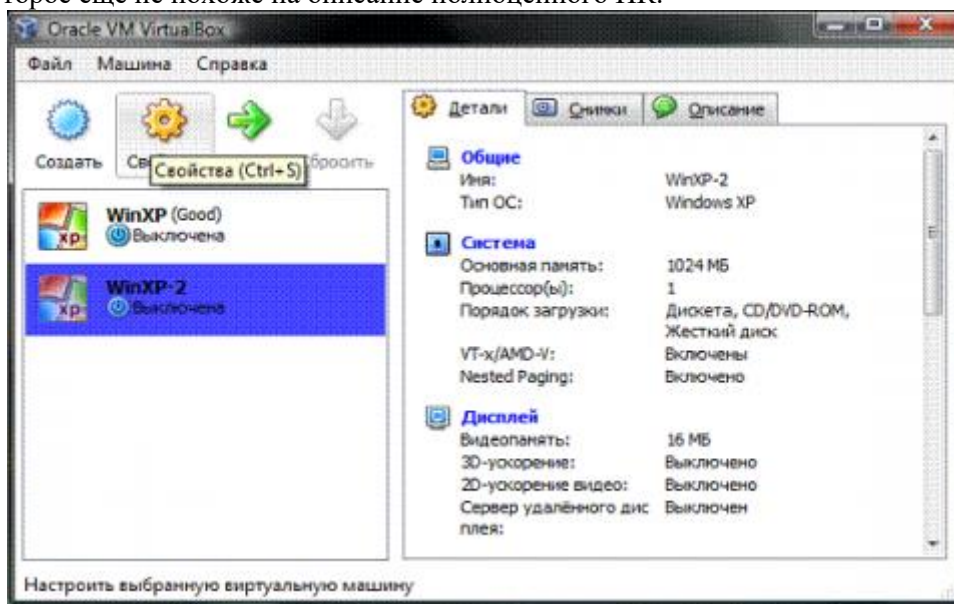 еще не похоже на описание полноценного ПК.
Oracle VM VirtualBox
Файл Машина Справка
Создать
Свойства (Ctrl+S)
Детали Снимки Описание
WinXP (Good)
Выключена
WinXP-2
Выключена
Общие
Имя: WinXP-2
Тип ОС: Windows XP
Система
Основная память: 1024 МБ
Процессор(ы): 1
Порядок загрузки: Дискета, CD/DVD-ROM,
Жесткий диск
VT-x/AMD-V: Включены
Nested Paging: Включено
Дисплей
Видеопамять: 16 МБ
3D-ускорение: Выключено
2D-ускорение видео: Выключено
Сервер удалённого дис Выключен
плея:
Настроить выбранную виртуальную машину